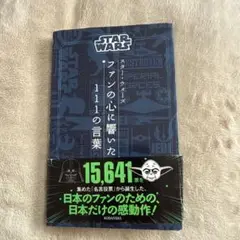 STAR
WARS
スター・ウォーズ
ファンの心に響いた
111の言葉
15,641
集めた「名言投票」から誕生した、
日本のファンのための、
日本だけの感動作!